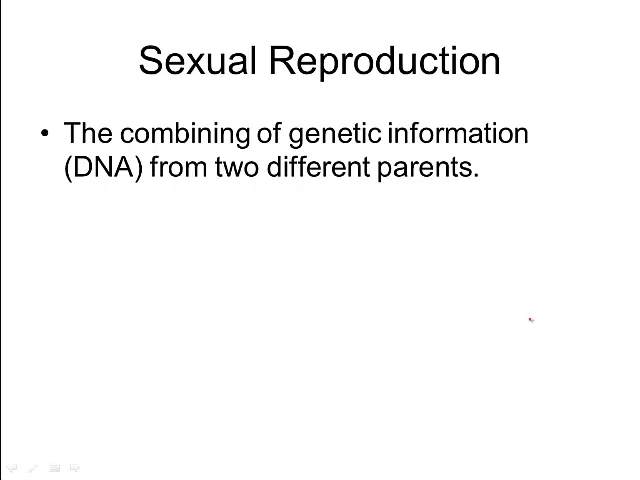 Sexual Reproduction
• The combining of genetic information
(DNA) from two different parents.